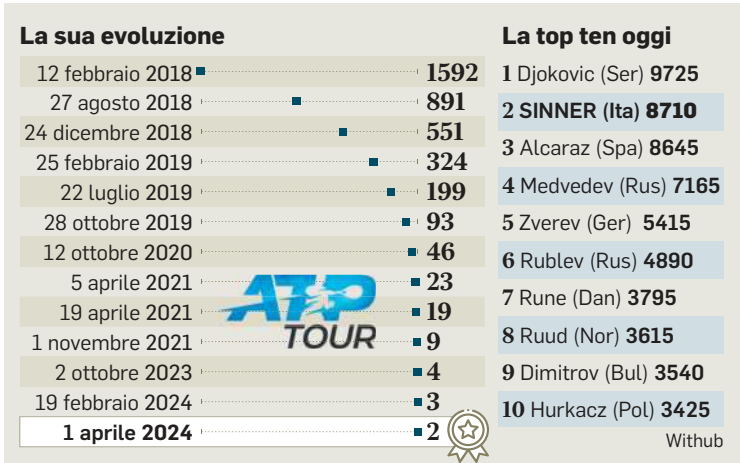 La sua evoluzione
12 febbraio 2018 1592
27 agosto 2018 891
24 dicembre 2018 551
25 febbraio 2019 324
22 luglio 2019 199
28 ottobre 2019 93
12 ottobre 2020 46
5 aprile 2021 23
19 aprile 2021 19
1 novembre 2021 9
2 ottobre 2023 4
19 febbraio 2024 3
1 aprile 2024 2
ATP
TOUR
La top ten oggi
1 Djokovic (Ser) 9725
2 SINNER (Ita) 8710
3 Alcaraz (Spa) 8645
4 Medvedev (Rus) 7165
5 Zverev (Ger) 5415
6 Rublev (Rus) 4890
7 Rune (Dan) 3795
8 Ruud (Nor) 3615
9 Dimitrov (Bul) 3540
10 Hurkacz (Pol) 3425
Withub